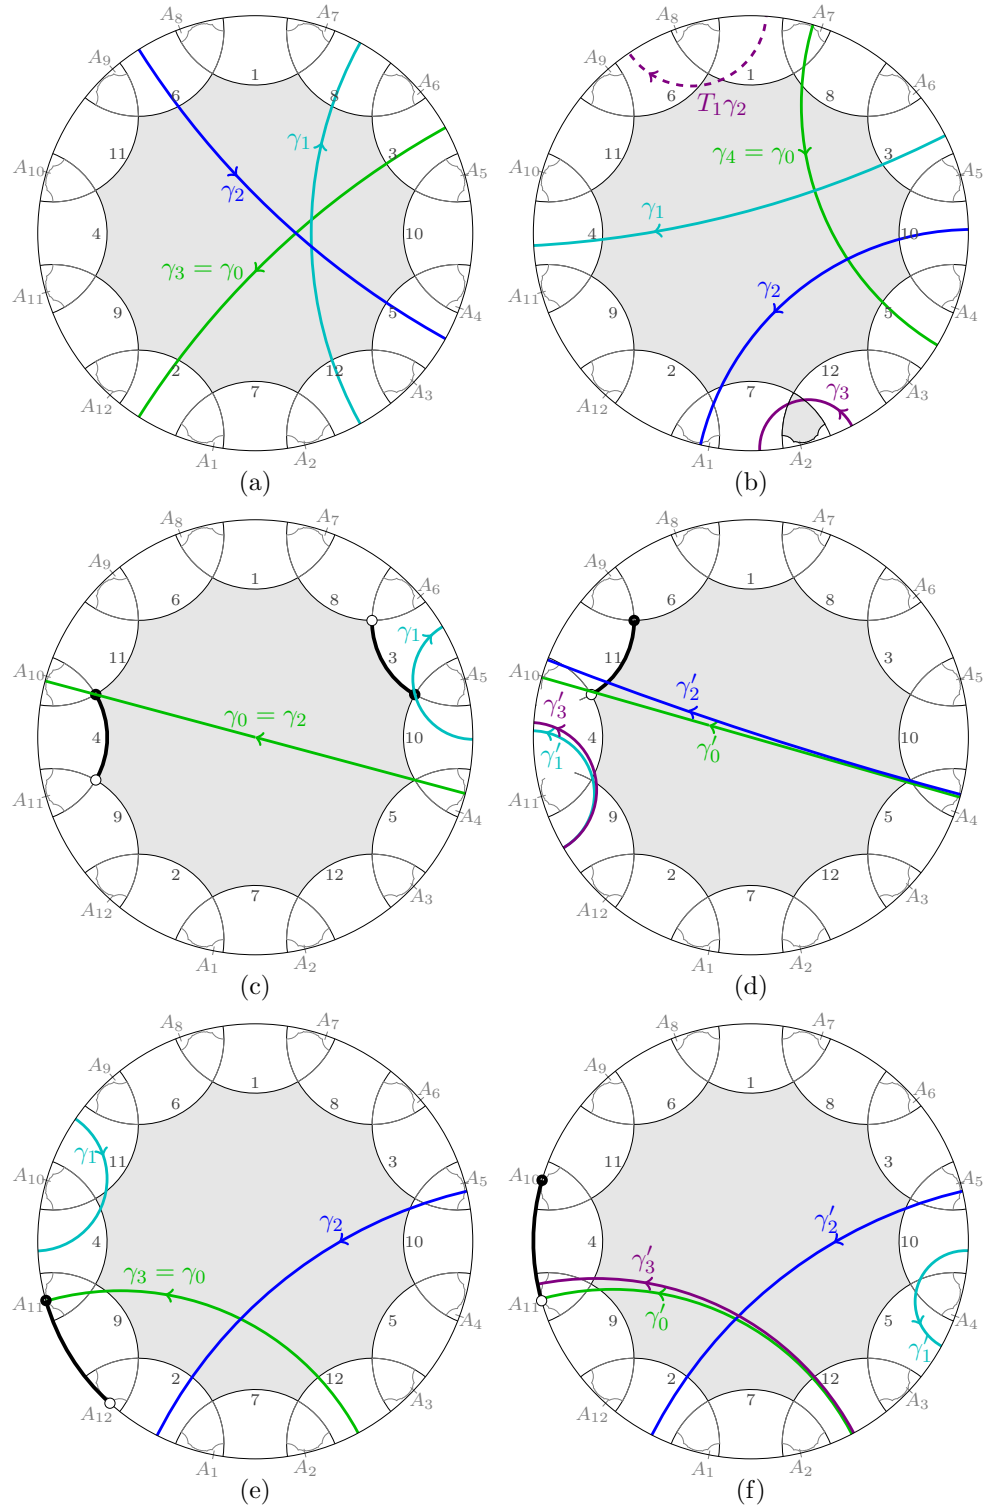 A₈ A₇ A₈ A₇
A₉ 1 A₆ A₉ 1 A₆
6 8 6 T₁γ₂ 8
γ₁
11 γ₂ 3 11 γ₄ = γ₀ 3
A₁₀ A₅ A₁₀ A₅
4 10 4 γ₁ 10
γ₃ = γ₀
A₁₁ 9 5 A₄ A₁₁ 9 γ₂ 5 A₄
2 7 12 2 7 12 γ₃
A₁₂ A₃ A₁₂ A₃
A₁ A₂ A₁ A₂
(a) (b)
A₈ A₇ A₈ A₇
A₉ 1 A₆ A₉ 1 A₆
6 8 6 8
γ₁
11 3 11 3
A₁₀ A₅ A₁₀ γ′₂ A₅
γ₀ = γ₂ γ′₃
4 10 4 γ′₀ 10
γ′₁
A₁₁ 9 5 A₄ A₁₁ 9 5 A₄
2 7 12 2 7 12
A₁₂ A₃ A₁₂ A₃
A₁ A₂ A₁ A₂
(c) (d)
A₈ A₇ A₈ A₇
A₉ 1 A₆ A₉ 1 A₆
6 8 6 8
γ₁ 11 3 11 3
A₁₀ A₅ A₁₀ A₅
γ₂ γ′₂
4 10 4 10
γ₃ = γ₀ γ′₃
A₁₁ 9 5 A₄ A₁₁ 9 γ′₀ 5 A₄
γ′₁
2 7 12 2 7 12
A₁₂ A₃ A₁₂ A₃
A₁ A₂ A₁ A₂
(e) (f)